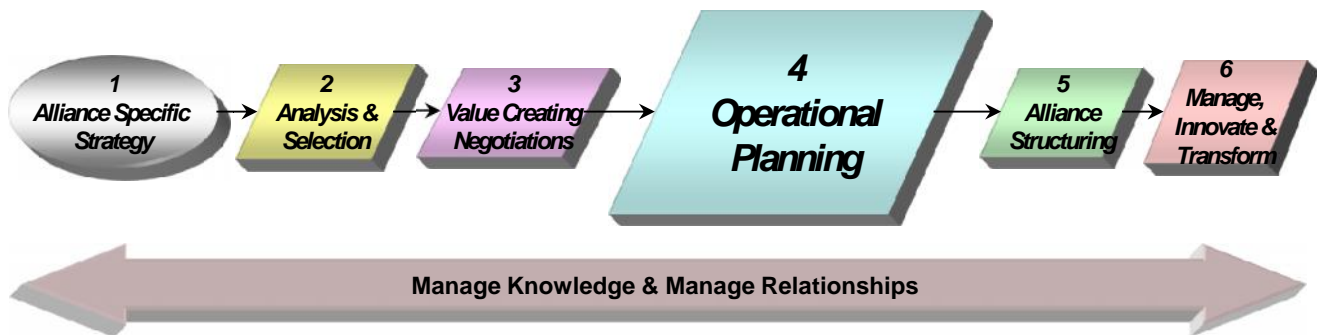 1
Alliance Specific
Strategy
2
Analysis &
Selection
3
Value Creating
Negotiations
4
Operational
Planning
5
Alliance
Structuring
6
Manage,
Innovate &
Transform
Manage Knowledge & Manage Relationships